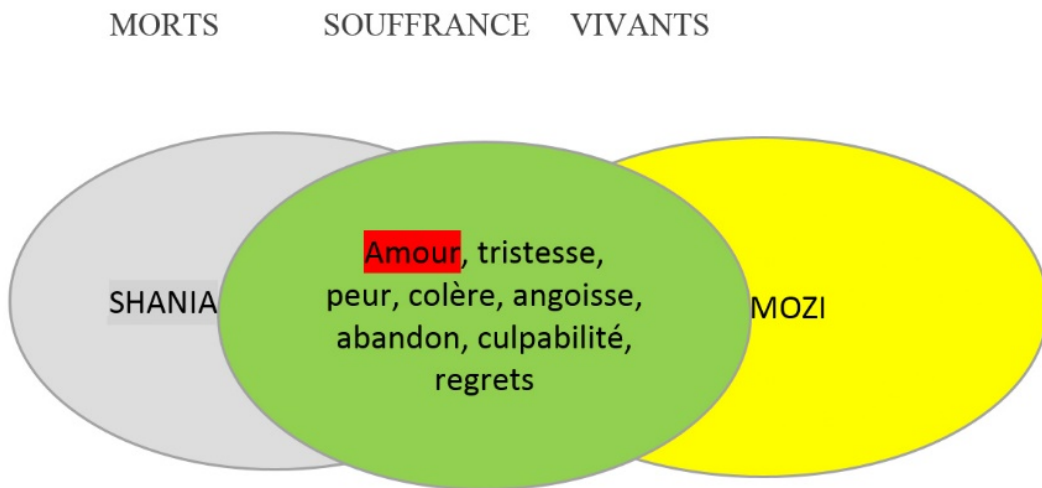 MORTS SOUFFRANCE VIVANTS
Amour, tristesse,
peur, colère, angoisse,
abandon, culpabilité,
regrets
SHANIA
MOZI